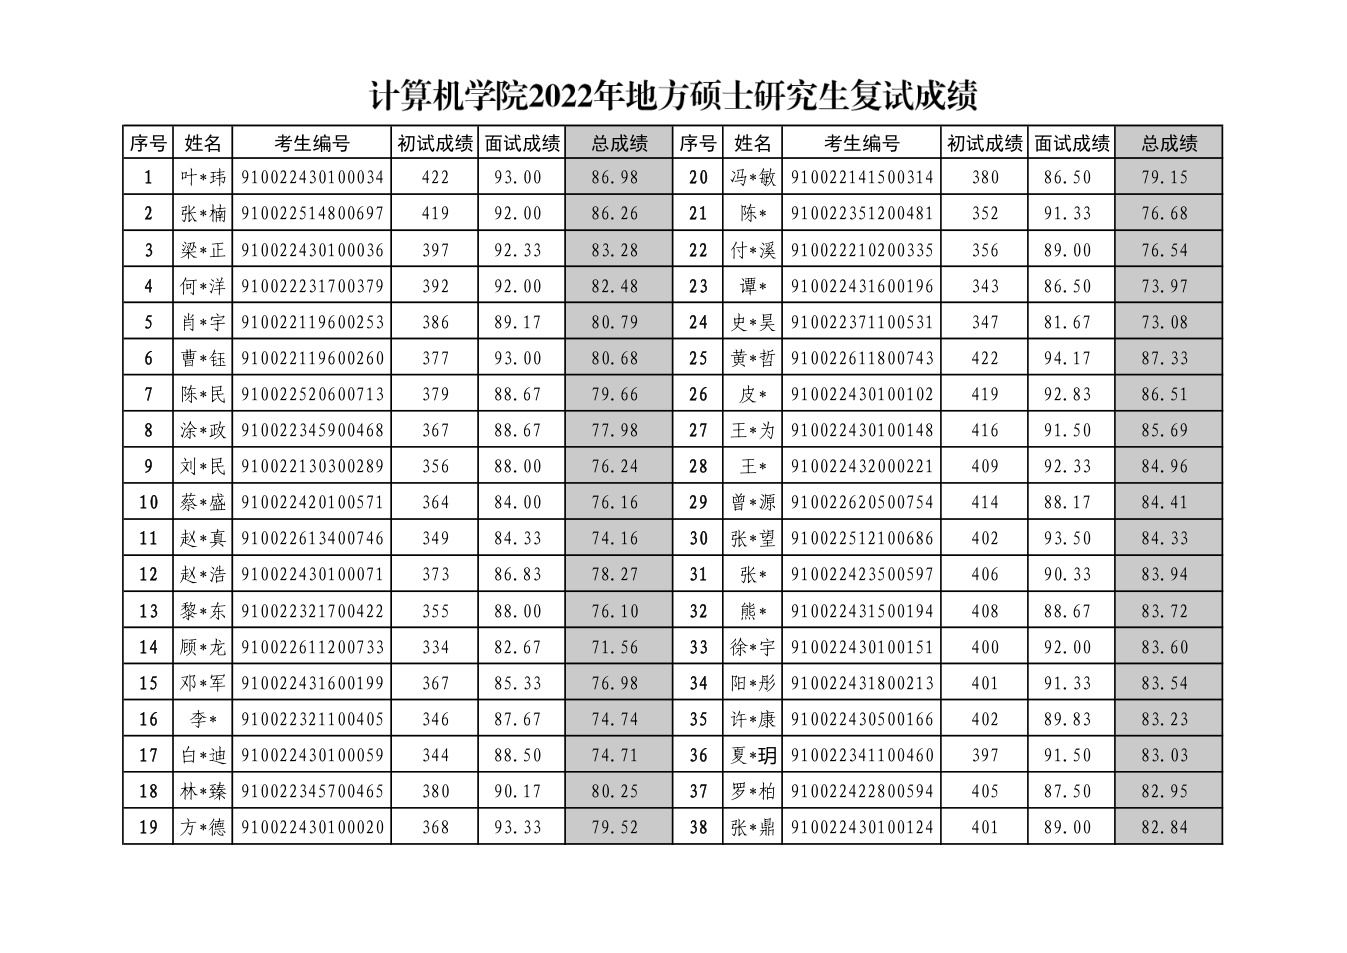 计算机学院2022年地方硕士研究生复试成绩
序号 姓名 考生编号 初试成绩 面试成绩 总成绩 序号 姓名 考生编号 初试成绩 面试成绩 总成绩
1 叶*玮 910022430100034 422 93.00 86.98 20 冯*敏 910022141500314 380 86.50 79.15
2 张*楠 910022514800697 419 92.00 86.26 21 陈* 910022351200481 352 91.33 76.68
3 梁*正 910022430100036 397 92.33 83.28 22 付*溪 910022210200335 356 89.00 76.54
4 何*洋 910022231700379 392 92.00 82.48 23 谭* 910022431600196 343 86.50 73.97
5 肖*宇 910022119600253 386 89.17 80.79 24 史*昊 910022371100531 347 81.67 73.08
6 曹*钰 910022119600260 377 93.00 80.68 25 黄*哲 910022611800743 422 94.17 87.33
7 陈*民 910022520600713 379 88.67 79.66 26 皮* 910022430100102 419 92.83 86.51
8 涂*政 910022345900468 367 88.67 77.98 27 王*为 910022430100148 416 91.50 85.69
9 刘*民 910022130300289 356 88.00 76.24 28 王* 910022432000221 409 92.33 84.96
10 蔡*盛 910022420100571 364 84.00 76.16 29 曾*源 910022620500754 414 88.17 84.41
11 赵*真 910022613400746 349 84.33 74.16 30 张*望 910022512100686 402 93.50 84.33
12 赵*浩 910022430100071 373 86.83 78.27 31 张* 910022423500597 406 90.33 83.94
13 黎*东 910022321700422 355 88.00 76.10 32 熊* 910022431500194 408 88.67 83.72
14 顾*龙 910022611200733 334 82.67 71.56 33 徐*宇 910022430100151 400 92.00 83.60
15 邓*军 910022431600199 367 85.33 76.98 34 阳*彤 910022431800213 401 91.33 83.54
16 李* 910022321100405 346 87.67 74.74 35 许*康 910022430500166 402 89.83 83.23
17 白*迪 910022430100059 344 88.50 74.71 36 夏*玥 910022341100460 397 91.50 83.03
18 林*臻 910022345700465 380 90.17 80.25 37 罗*柏 910022422800594 405 87.50 82.95
19 方*德 910022430100020 368 93.33 79.52 38 张*鼎 910022430100124 401 89.00 82.84